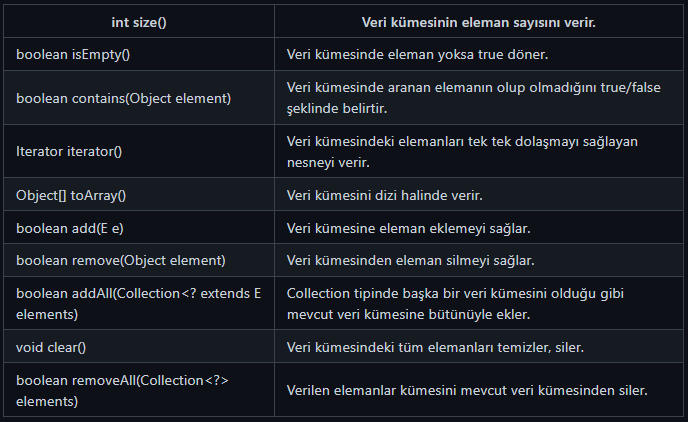 int size()
Veri kümesinin eleman sayısını verir.
boolean isEmpty()
Veri kümesinde eleman yoksa true döner.
boolean contains(Object element)
Veri kümesinde aranan elemanın olup olmadığını true/false
şeklinde belirtir.
Iterator iterator()
Veri kümesindeki elemanları tek tek dolaşmayı sağlayan
nesneyi verir.
Object[] toArray()
Veri kümesini dizi halinde verir.
boolean add(E e)
Veri kümesine eleman eklemeyi sağlar.
boolean remove(Object element)
Veri kümesinden eleman silmeyi sağlar.
boolean addAll(Collection<? extends E
elements)
Collection tipinde başka bir veri kümesini olduğu gibi
mevcut veri kümesine bütünüyle ekler.
void clear()
Veri kümesindeki tüm elemanları temizler, siler.
boolean removeAll(Collection<?>
elements)
Verilen elemanlar kümesini mevcut veri kümesinden siler.